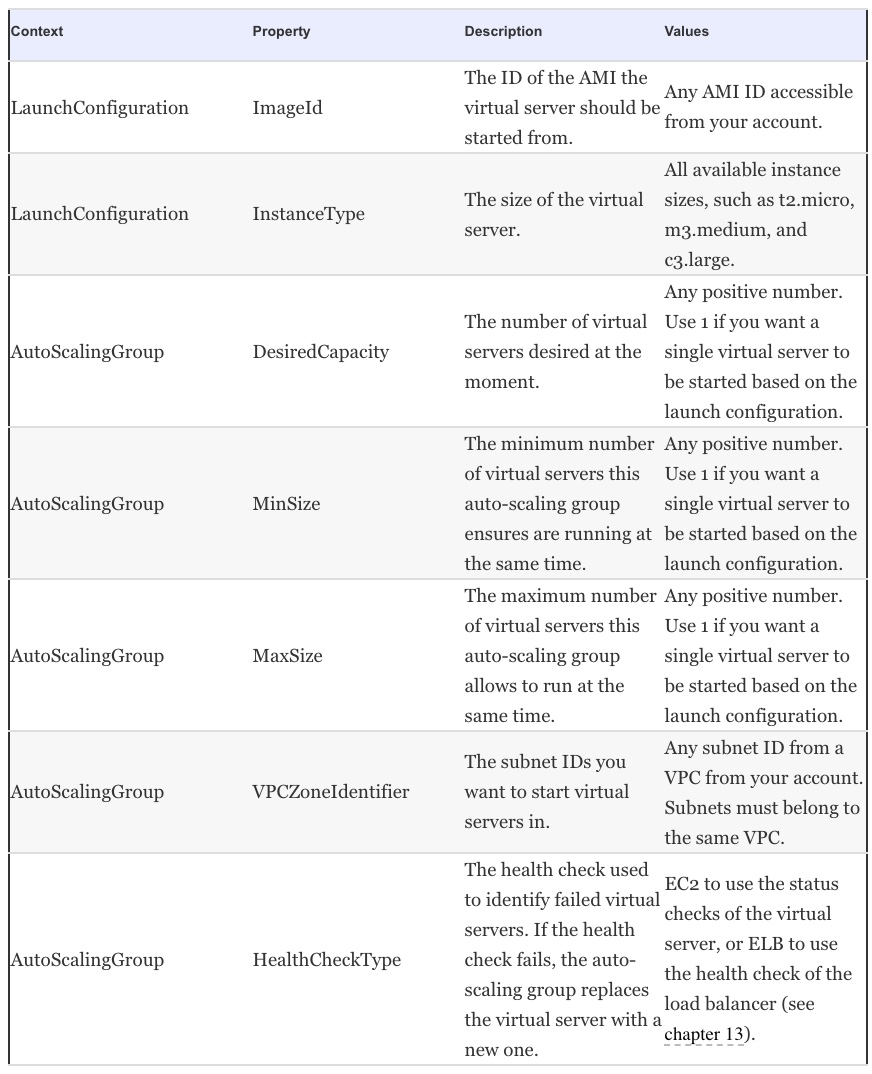 Context Property Description Values
LaunchConfiguration ImageId The ID of the AMI the
virtual server should be
started from. Any AMI ID accessible
from your account.
LaunchConfiguration InstanceType The size of the virtual
server. All available instance
sizes, such as t2.micro,
m3.medium, and
c3.large.
AutoScalingGroup DesiredCapacity The number of virtual
servers desired at the
moment. Any positive number.
Use 1 if you want a
single virtual server to
be started based on the
launch configuration.
AutoScalingGroup MinSize The minimum number
of virtual servers this
auto-scaling group
ensures are running at
the same time. Any positive number.
Use 1 if you want a
single virtual server to
be started based on the
launch configuration.
AutoScalingGroup MaxSize The maximum number
of virtual servers this
auto-scaling group
allows to run at the
same time. Any positive number.
Use 1 if you want a
single virtual server to
be started based on the
launch configuration.
AutoScalingGroup VPCZoneIdentifier The subnet IDs you
want to start virtual
servers in. Any subnet ID from a
VPC from your account.
Subnets must belong to
the same VPC.
AutoScalingGroup HealthCheckType The health check used
to identify failed virtual
servers. If the health
check fails, the auto-
scaling group replaces
the virtual server with a
new one. EC2 to use the status
checks of the virtual
server, or ELB to use
the health check of the
load balancer (see
chapter 13).